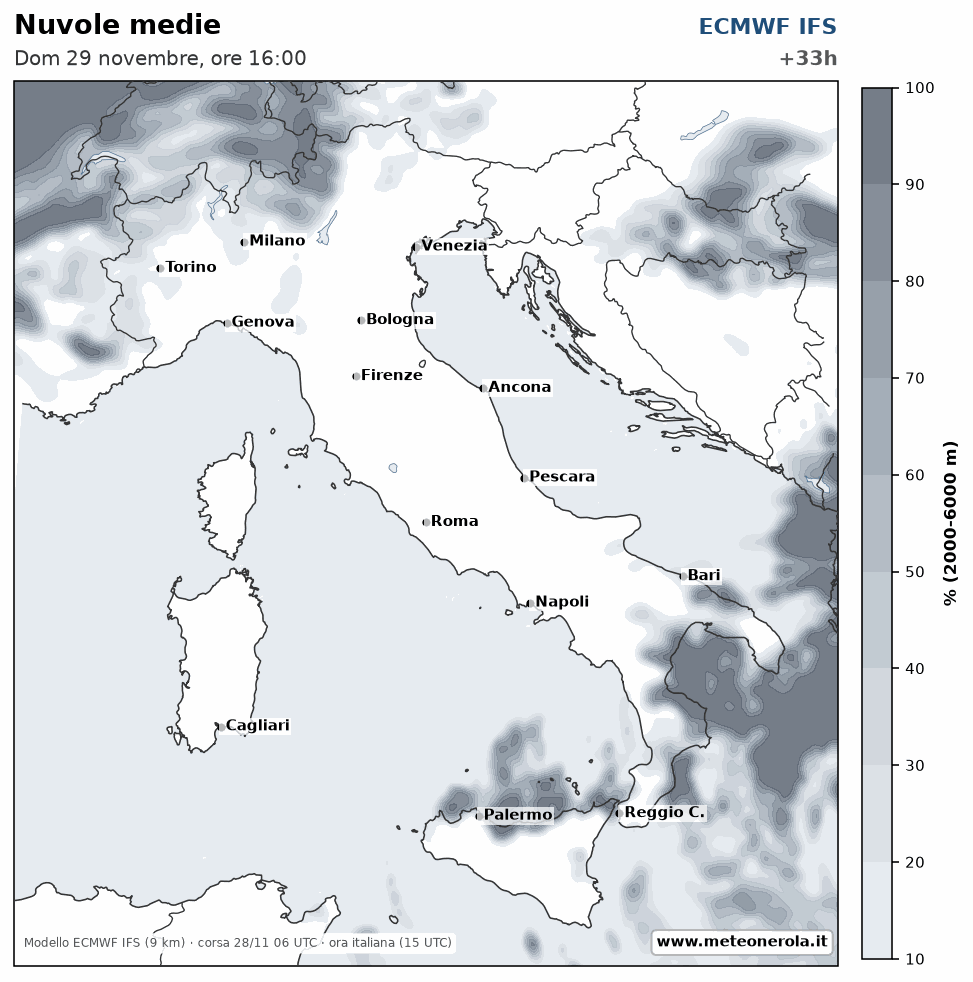 Nuvole medie
ECMWF IFS
Dom 29 novembre, ore 16:00
+33h
Milano
Venezia
Torino
Genova
Bologna
Firenze
Ancona
Pescara
Roma
Bari
Napoli
Cagliari
Palermo
Reggio C.
100
90
80
70
60
50
40
30
20
10
% (2000-6000 m)
Modello ECMWF IFS (9 km) · corsa 28/11 06 UTC · ora italiana (15 UTC)
www.meteonerola.it